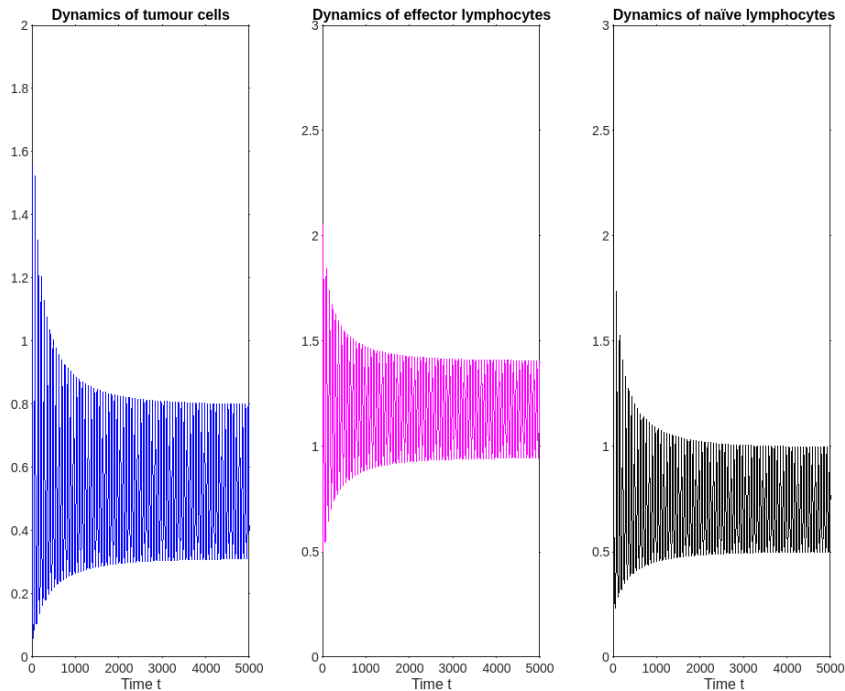 Dynamics of tumour cells
2
1.8
1.6
1.4
1.2
1
0.8
0.6
0.4
0.2
0
0 1000 2000 3000 4000 5000
Time t
Dynamics of effector lymphocytes
3
2.5
2
1.5
1
0.5
0
0 1000 2000 3000 4000 5000
Time t
Dynamics of naïve lymphocytes
3
2.5
2
1.5
1
0.5
0
0 1000 2000 3000 4000 5000
Time t